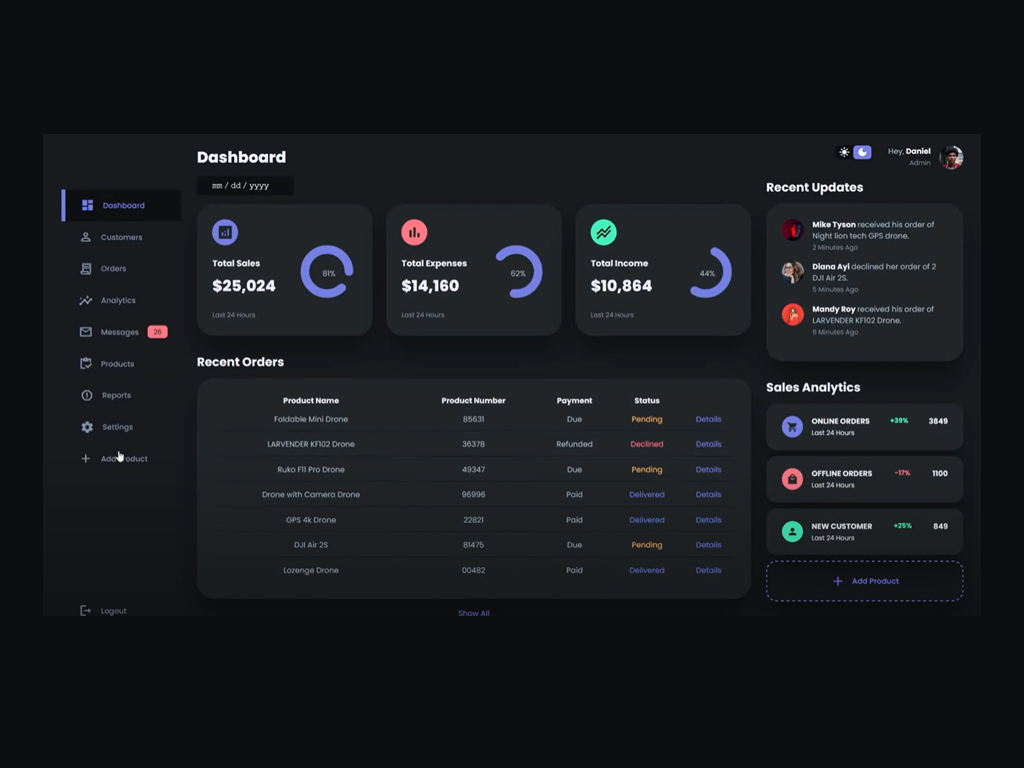 Dashboard
mm / dd / yyyy
Hey, Daniel
Admin
Dashboard
Customers
Orders
Analytics
Messages 26
Products
Reports
Settings
Add Product
Logout
Total Sales
$25,024
81%
Last 24 Hours
Total Expenses
$14,160
62%
Last 24 Hours
Total Income
$10,864
44%
Last 24 Hours
Recent Orders
Product Name Product Number Payment Status
Foldable Mini Drone 85631 Due Pending Details
LARVENDER KF102 Drone 36378 Refunded Declined Details
Ruko F11 Pro Drone 49347 Due Pending Details
Drone with Camera Drone 96996 Paid Delivered Details
GPS 4k Drone 22821 Paid Delivered Details
DJI Air 2S 81475 Due Pending Details
Lozenge Drone 00482 Paid Delivered Details
Show All
Recent Updates
Mike Tyson received his order of
Night lion tech GPS drone.
2 Minutes Ago
Diana Ayi declined her order of 2
DJI Air 2S.
5 Minutes Ago
Mandy Roy received his order of
LARVENDER KF102 Drone.
6 Minutes Ago
Sales Analytics
ONLINE ORDERS +39% 3849
Last 24 Hours
OFFLINE ORDERS -17% 1100
Last 24 Hours
NEW CUSTOMER +25% 849
Last 24 Hours
Add Product